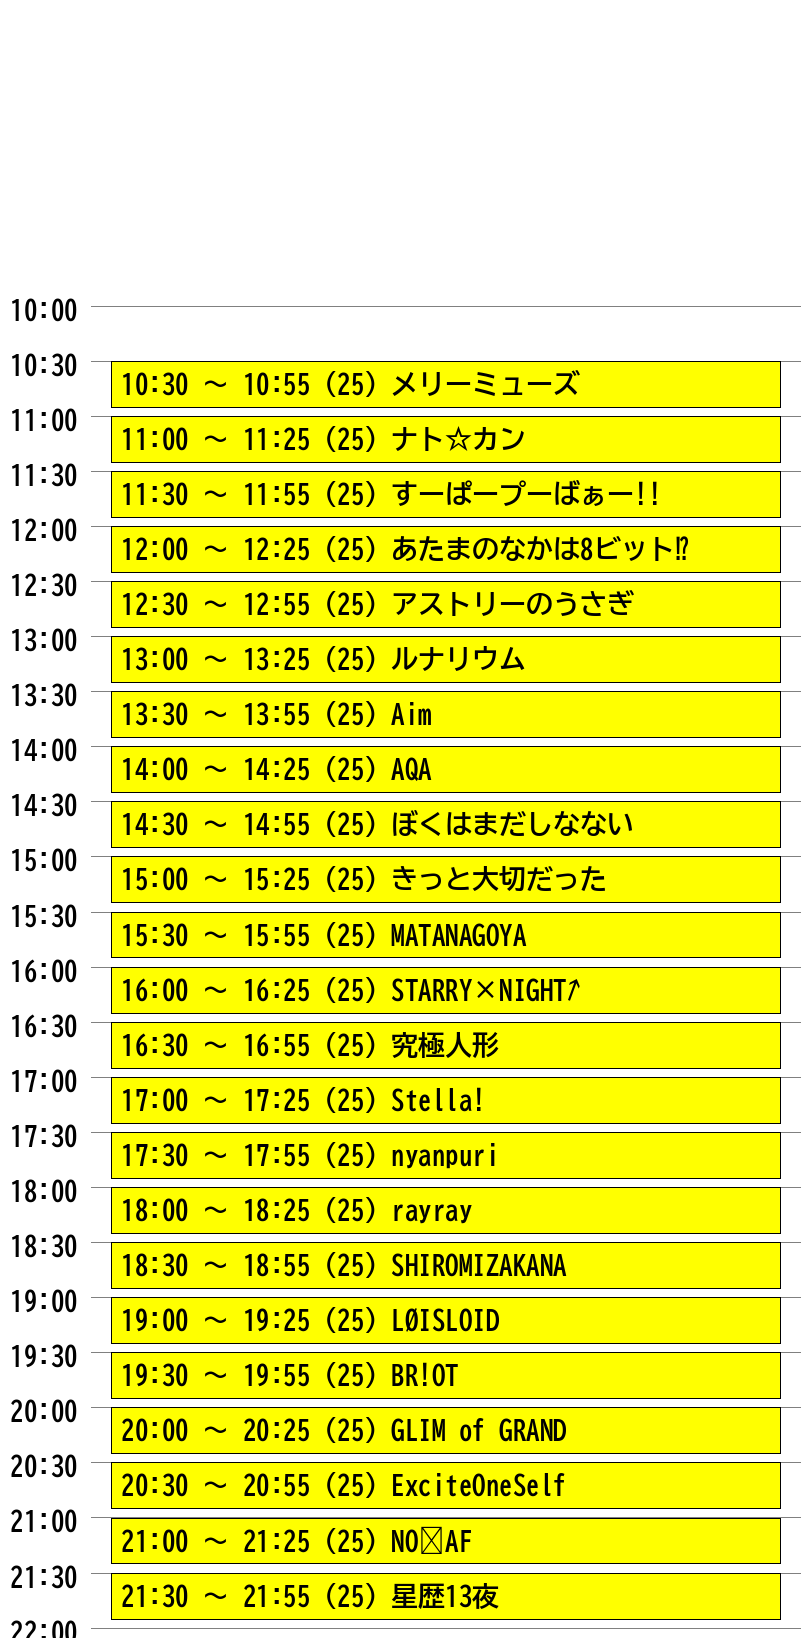 10:00
10:30
10:30 ～ 10:55 (25) メリーミューズ
11:00
11:00 ～ 11:25 (25) ナト☆カン
11:30
11:30 ～ 11:55 (25) すーぱープーばぁー!!
12:00
12:00 ～ 12:25 (25) あたまのなかは8ビット⁉
12:30
12:30 ～ 12:55 (25) アストリーのうさぎ
13:00
13:00 ～ 13:25 (25) ルナリウム
13:30
13:30 ～ 13:55 (25) Aim
14:00
14:00 ～ 14:25 (25) AQA
14:30
14:30 ～ 14:55 (25) ぼくはまだしなない
15:00
15:00 ～ 15:25 (25) きっと大切だった
15:30
15:30 ～ 15:55 (25) MATANAGOYA
16:00
16:00 ～ 16:25 (25) STARRY×NIGHT⤴
16:30
16:30 ～ 16:55 (25) 究極人形
17:00
17:00 ～ 17:25 (25) Stella!
17:30
17:30 ～ 17:55 (25) nyanpuri
18:00
18:00 ～ 18:25 (25) rayray
18:30
18:30 ～ 18:55 (25) SHIROMIZAKANA
19:00
19:00 ～ 19:25 (25) LØISLOID
19:30
19:30 ～ 19:55 (25) BR!OT
20:00
20:00 ～ 20:25 (25) GLIM of GRAND
20:30
20:30 ～ 20:55 (25) ExciteOneSelf
21:00
21:00 ～ 21:25 (25) NO☒AF
21:30
21:30 ～ 21:55 (25) 星歴13夜
22:00